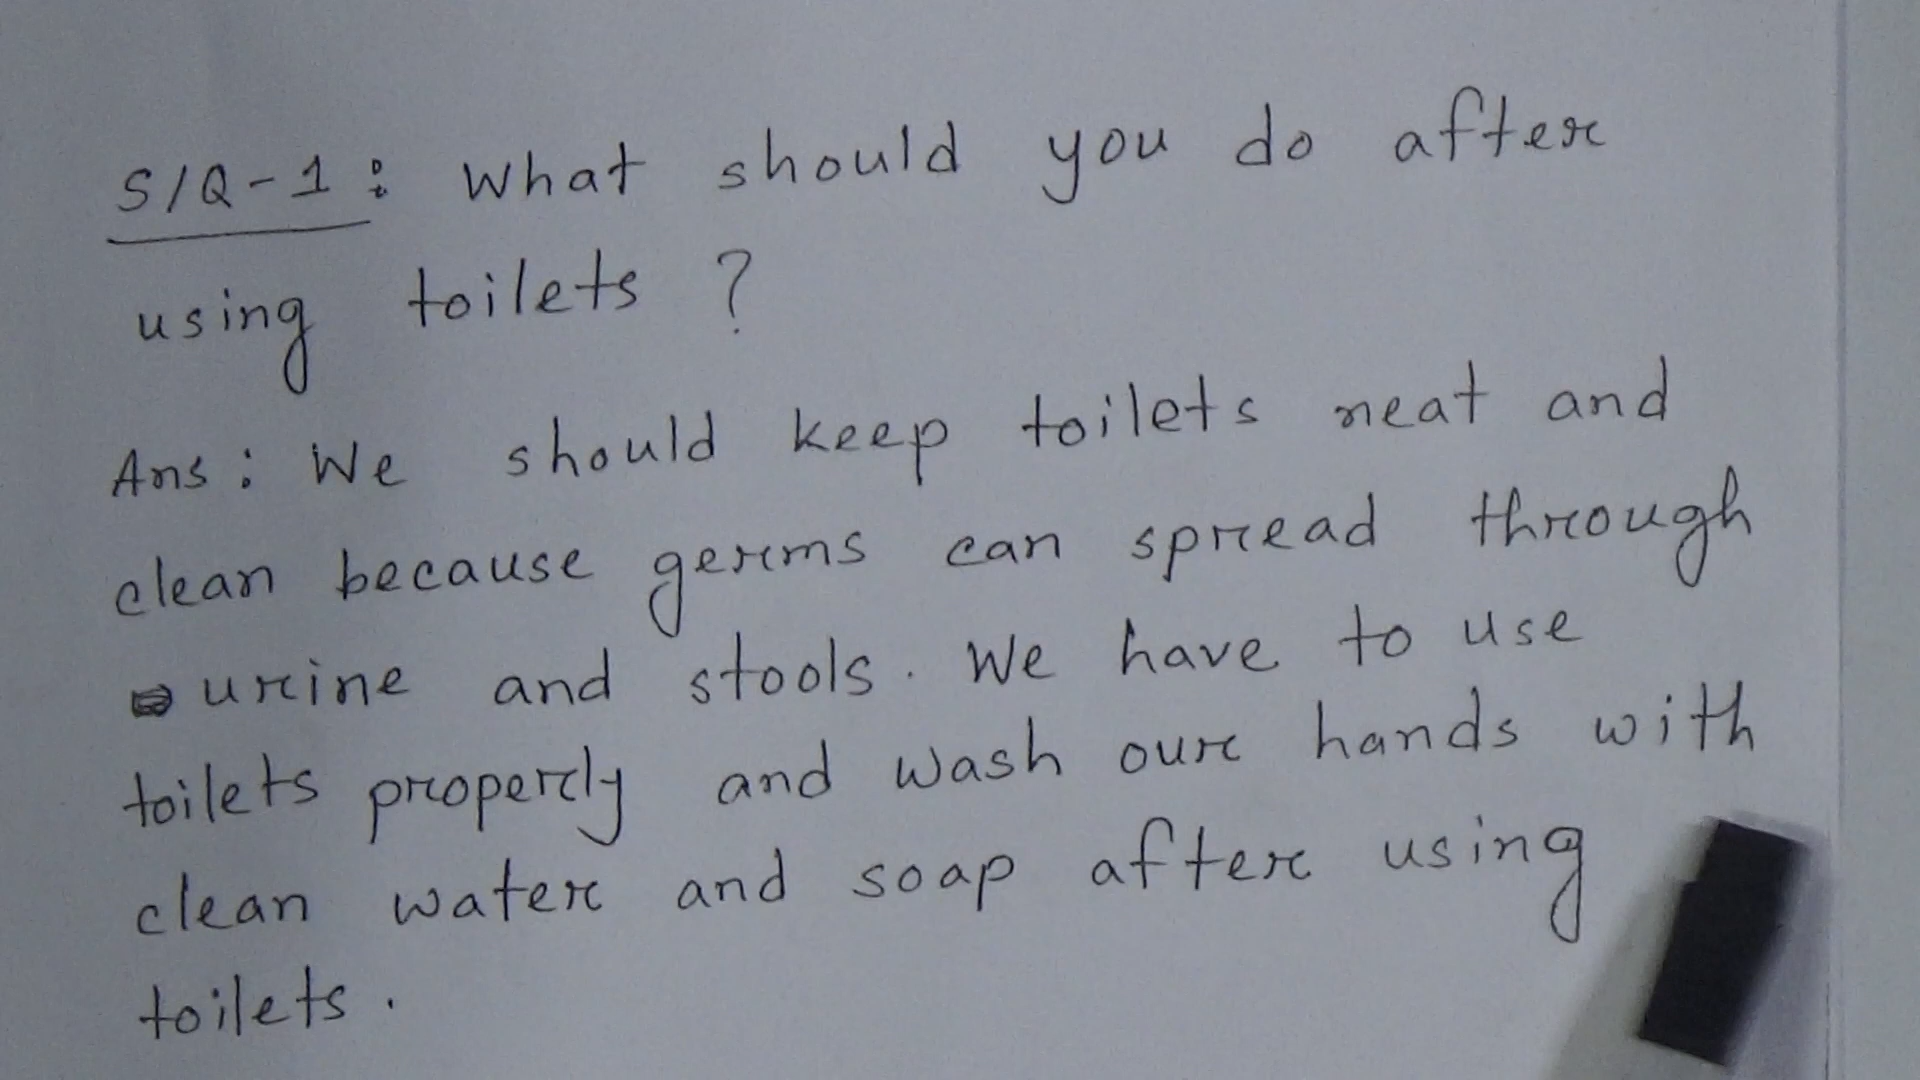 S/Q-1: What should you do after
using toilets ?
Ans: We should keep toilets neat and
clean because germs can spread through
urine and stools. We have to use
toilets properly and wash our hands with
clean water and soap after using
toilets.